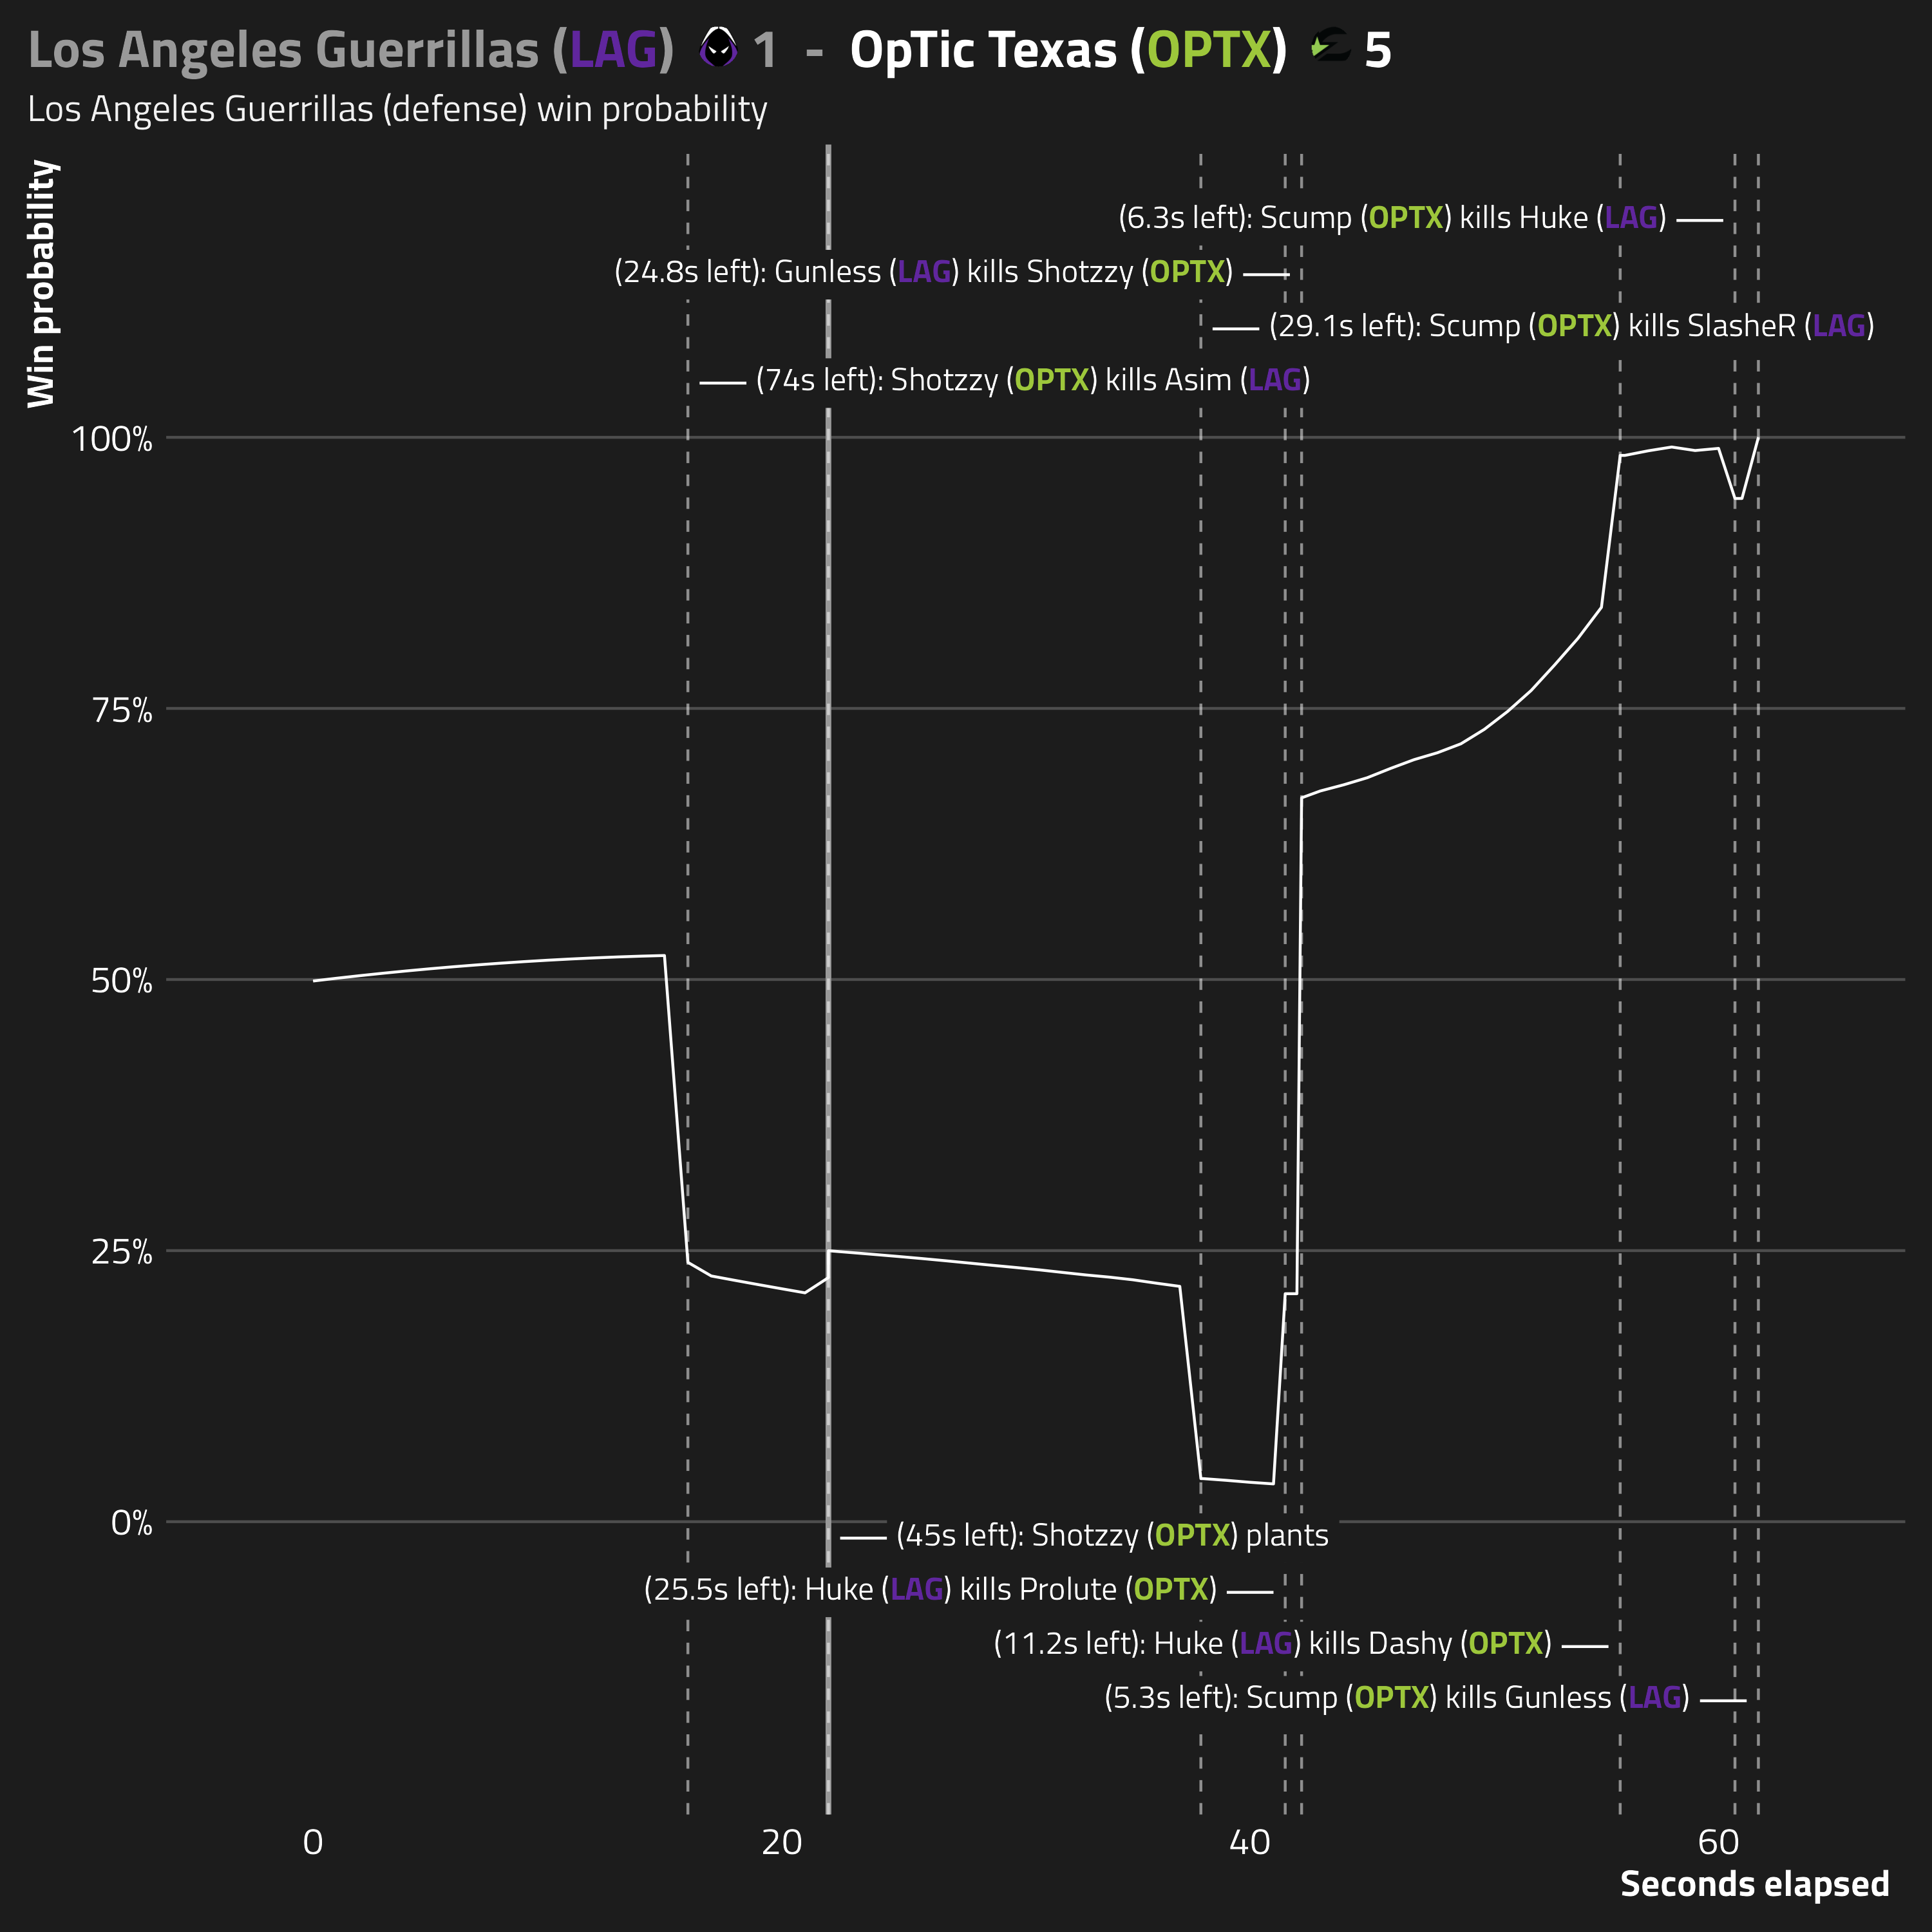 Los Angeles Guerrillas (LAG) 1 - OpTic Texas (OPTX) 5
Los Angeles Guerrillas (defense) win probability
Win probability
(6.3s left): Scump (OPTX) kills Huke (LAG)
(24.8s left): Gunless (LAG) kills Shotzzy (OPTX)
(29.1s left): Scump (OPTX) kills SlasheR (LAG)
(74s left): Shotzzy (OPTX) kills Asim (LAG)
100%
75%
50%
25%
0%
(45s left): Shotzzy (OPTX) plants
(25.5s left): Huke (LAG) kills Prolute (OPTX)
(11.2s left): Huke (LAG) kills Dashy (OPTX)
(5.3s left): Scump (OPTX) kills Gunless (LAG)
0 20 40 60
Seconds elapsed